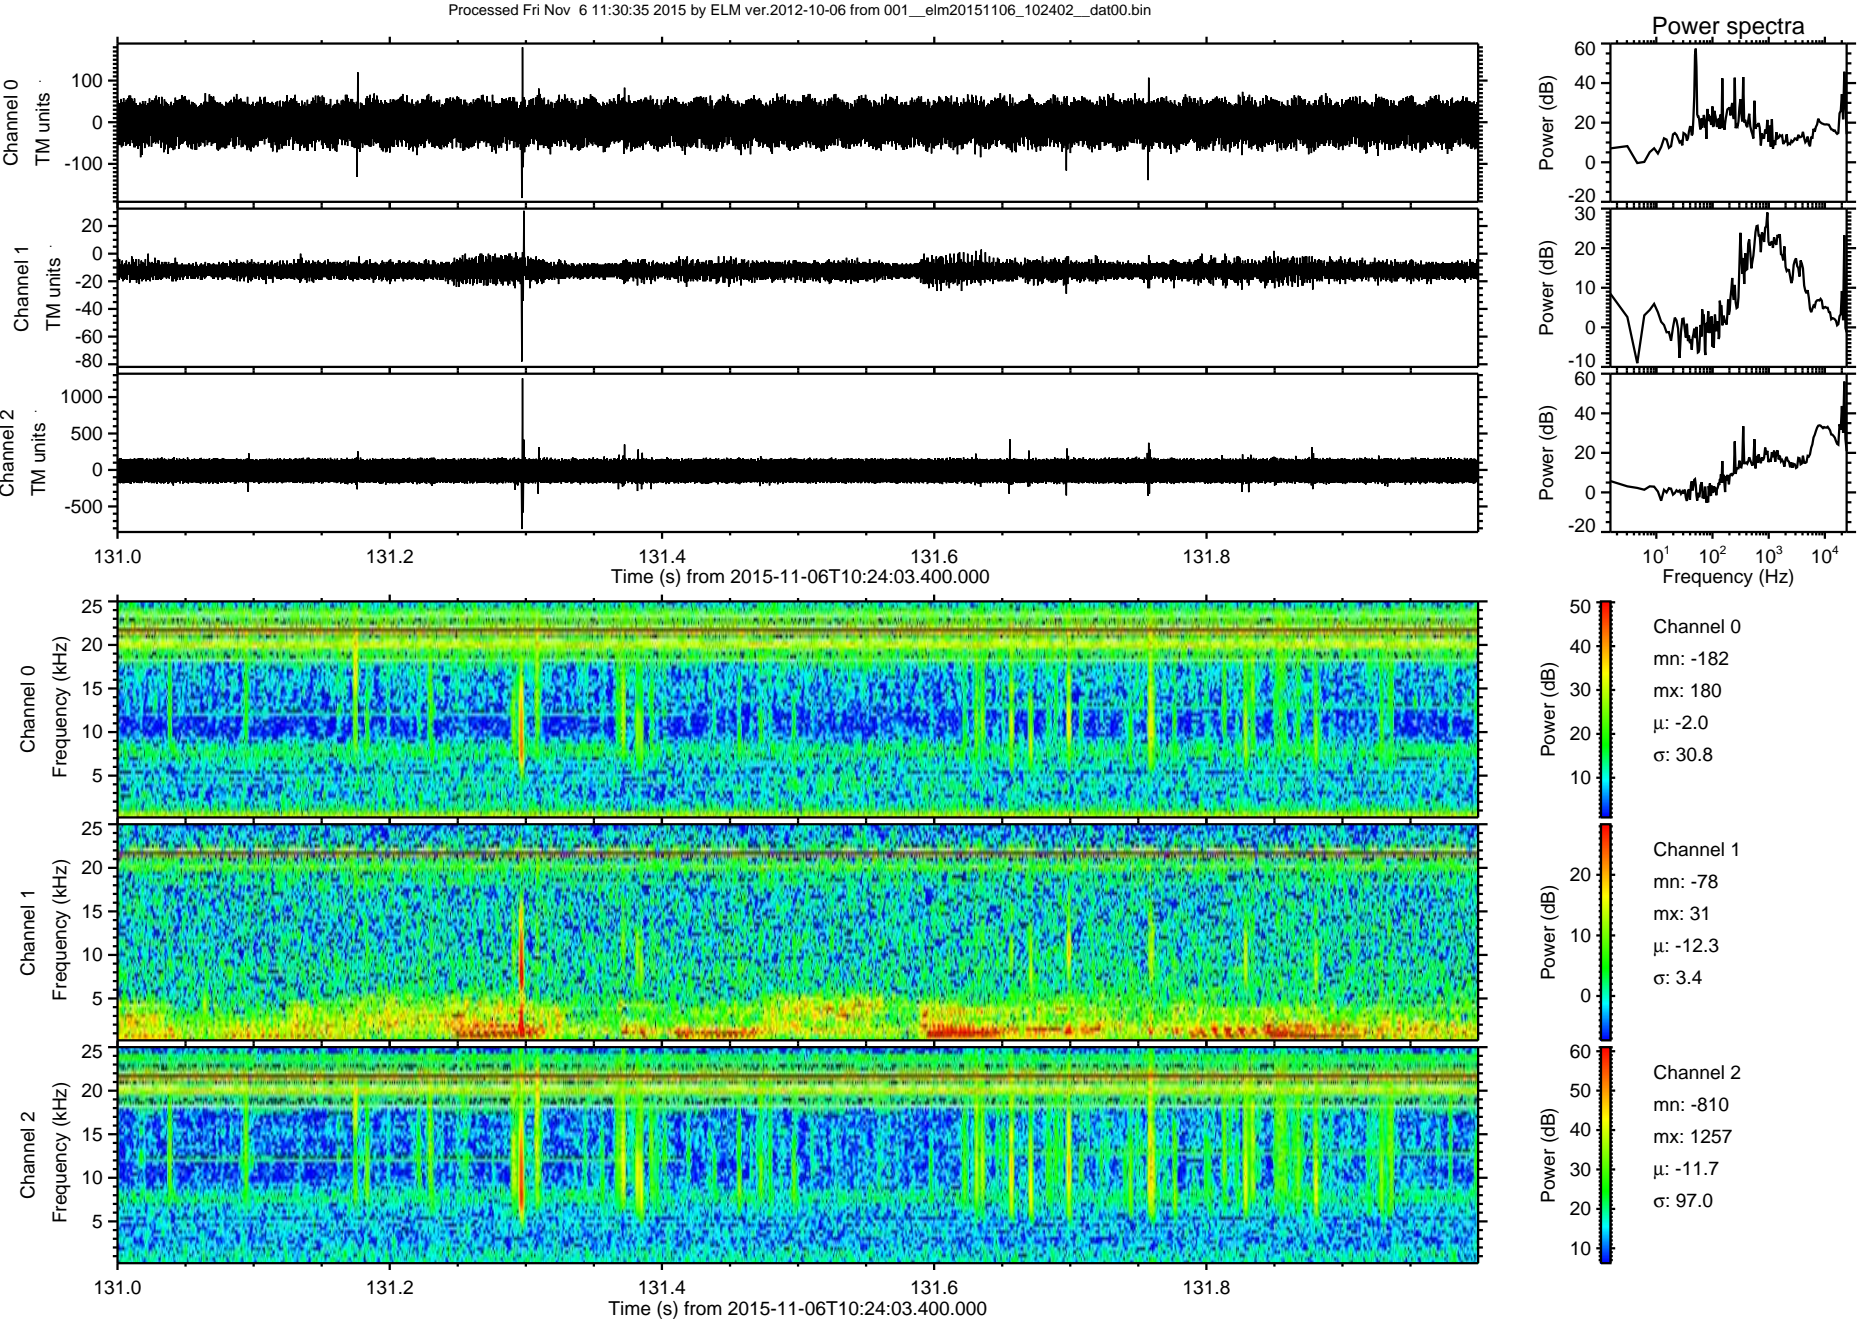 Processed Fri Nov  6 11:30:35 2015 by ELM ver.2012-10-06 from 001__elm20151106_102402__dat00.bin
Power spectra
Channel 0
TM units
100
0
-100
Power (dB)
60
40
20
0
-20
Channel 1
TM units
20
0
-20
-40
-60
-80
Power (dB)
30
20
10
0
-10
Channel 2
TM units
1000
500
0
-500
Power (dB)
60
40
20
0
-20
131.0 131.2 131.4 131.6 131.8
Time (s) from 2015-11-06T10:24:03.400.000
10^1 10^2 10^3 10^4
Frequency (Hz)
Channel 0
Frequency (kHz)
25
20
15
10
5
Power (dB)
50
40
30
20
10
Channel 0
mn: -182
mx: 180
μ: -2.0
σ: 30.8
Channel 1
Frequency (kHz)
25
20
15
10
5
Power (dB)
20
10
0
Channel 1
mn: -78
mx: 31
μ: -12.3
σ: 3.4
Channel 2
Frequency (kHz)
25
20
15
10
5
Power (dB)
60
50
40
30
20
10
Channel 2
mn: -810
mx: 1257
μ: -11.7
σ: 97.0
131.0 131.2 131.4 131.6 131.8
Time (s) from 2015-11-06T10:24:03.400.000